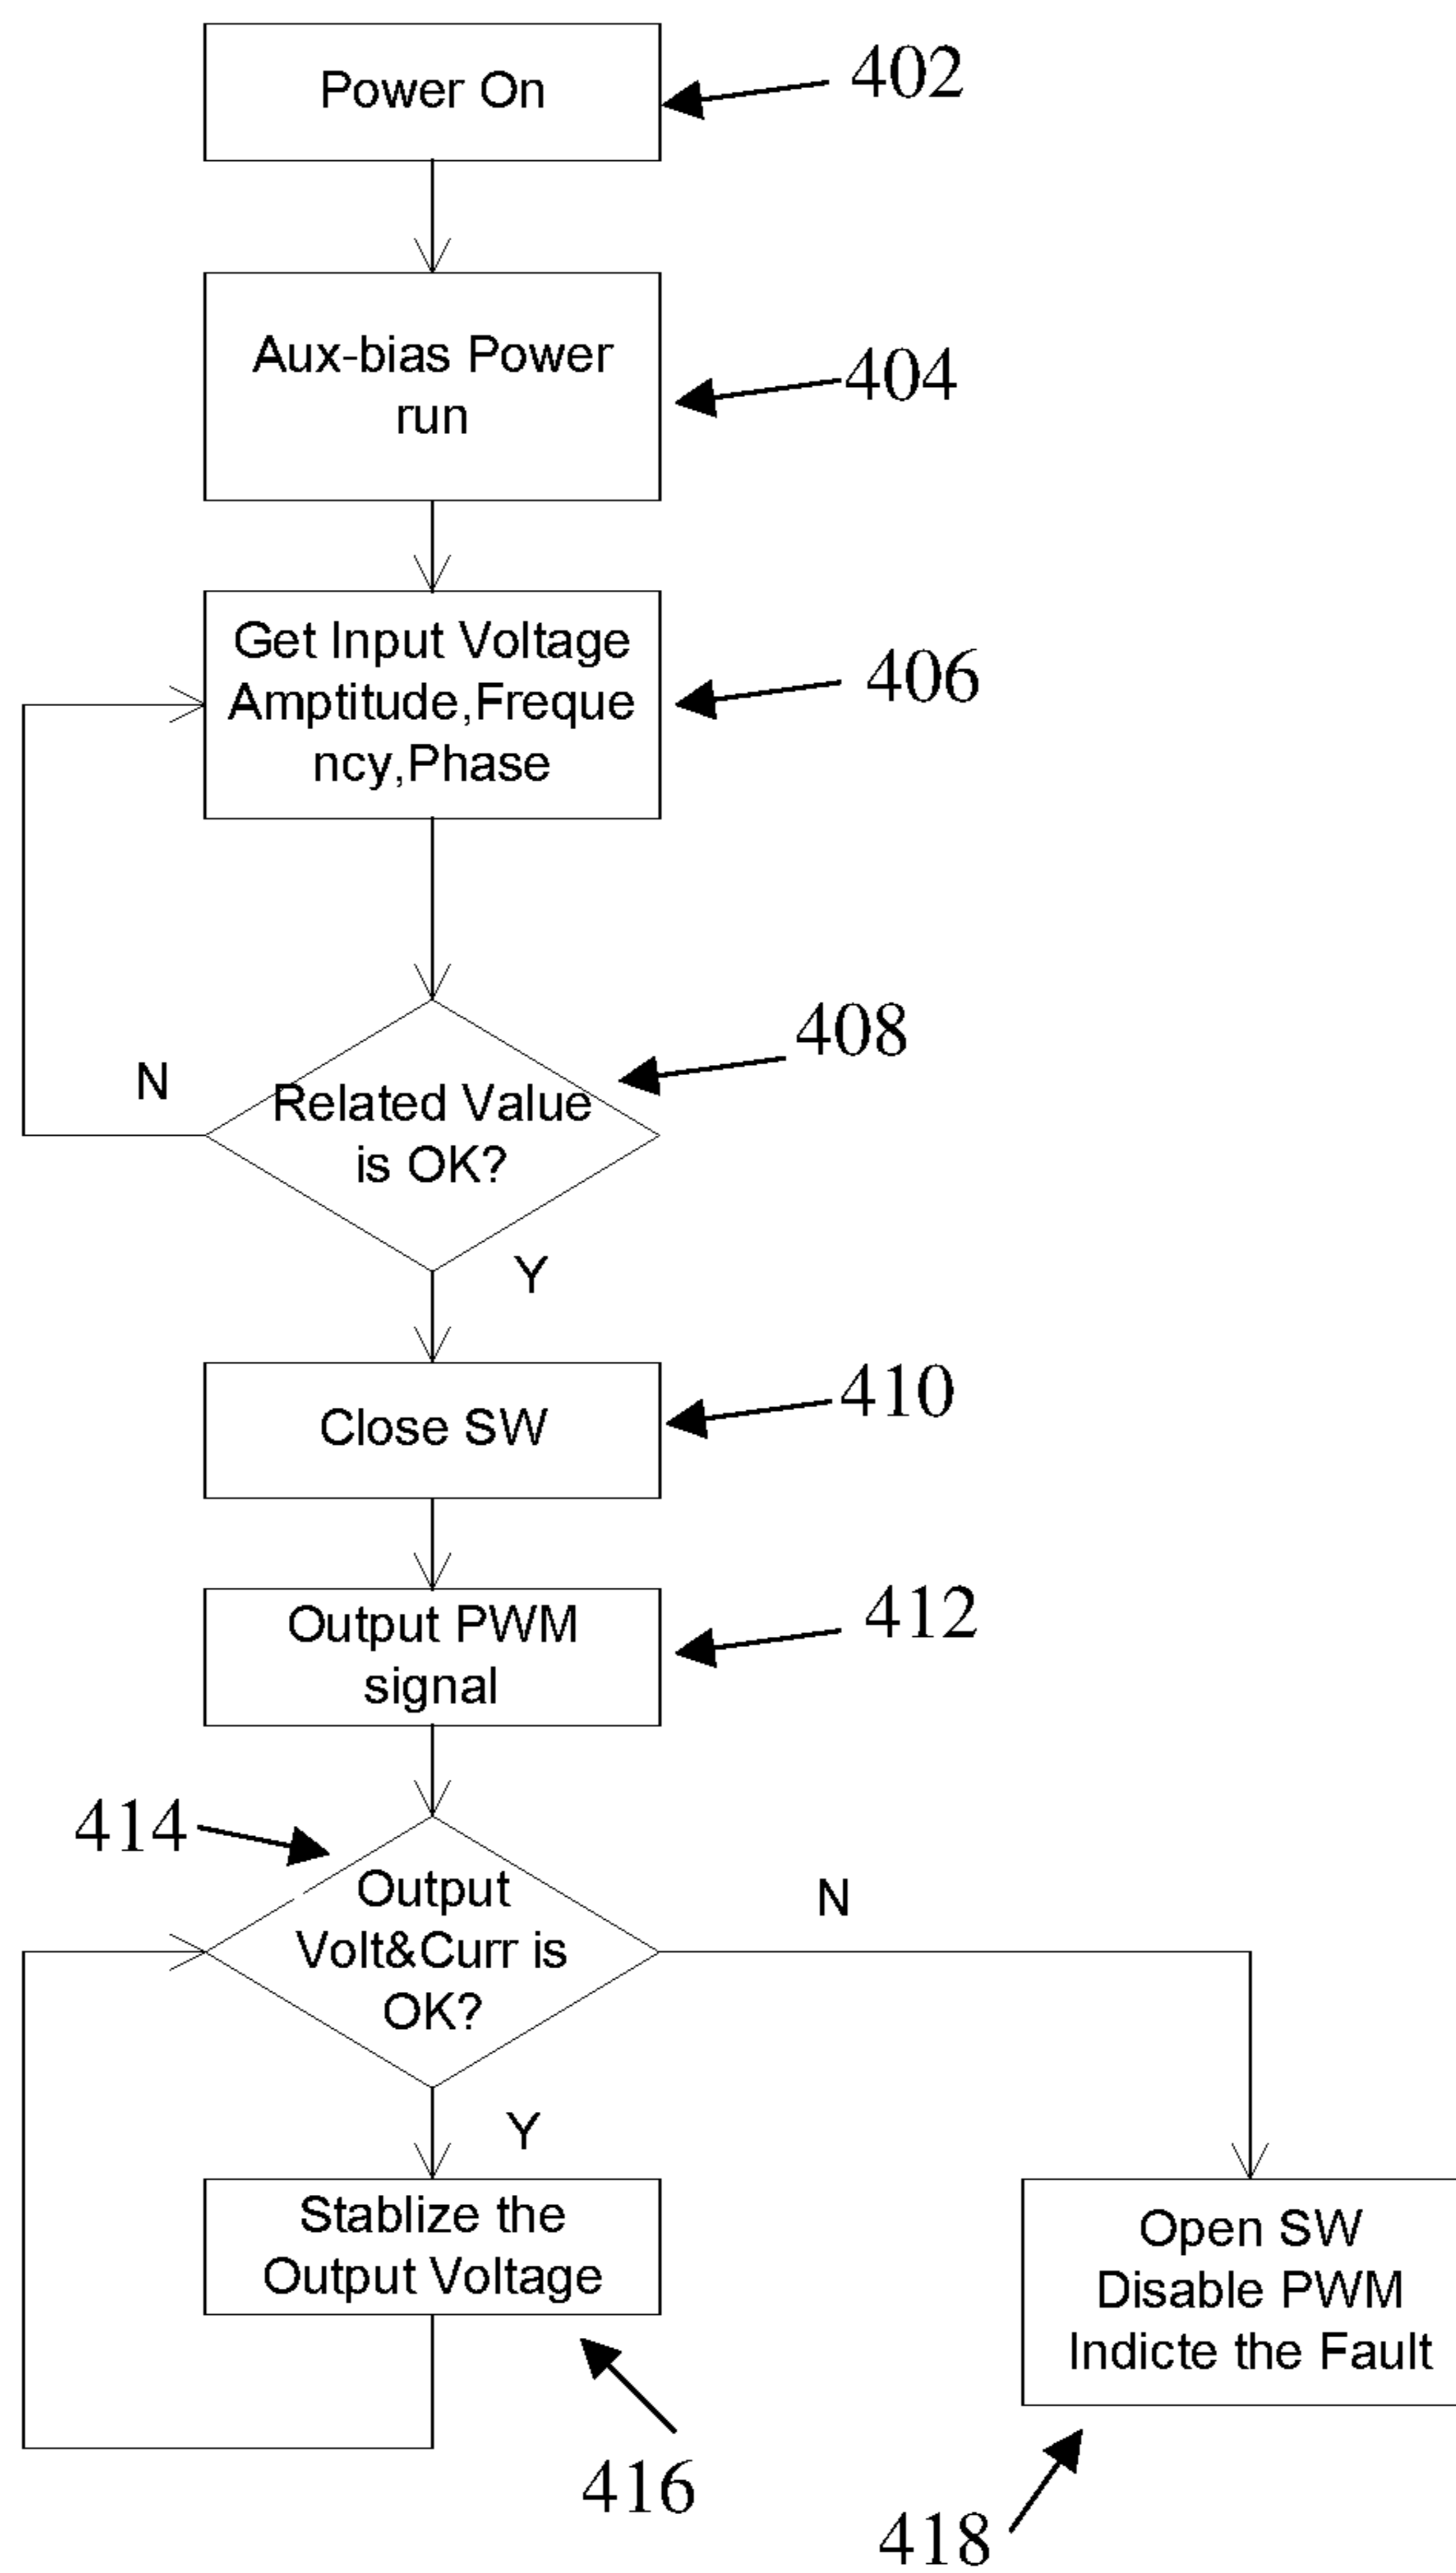 Power On
402
Aux-bias Power
run
404
Get Input Voltage
Amptitude,Freque
ncy,Phase
406
408
N
Related Value
is OK?
Y
Close SW
410
Output PWM
signal
412
414
Output
Volt&Curr is
OK?
N
Y
Stablize the
Output Voltage
416
Open SW
Disable PWM
Indicte the Fault
418